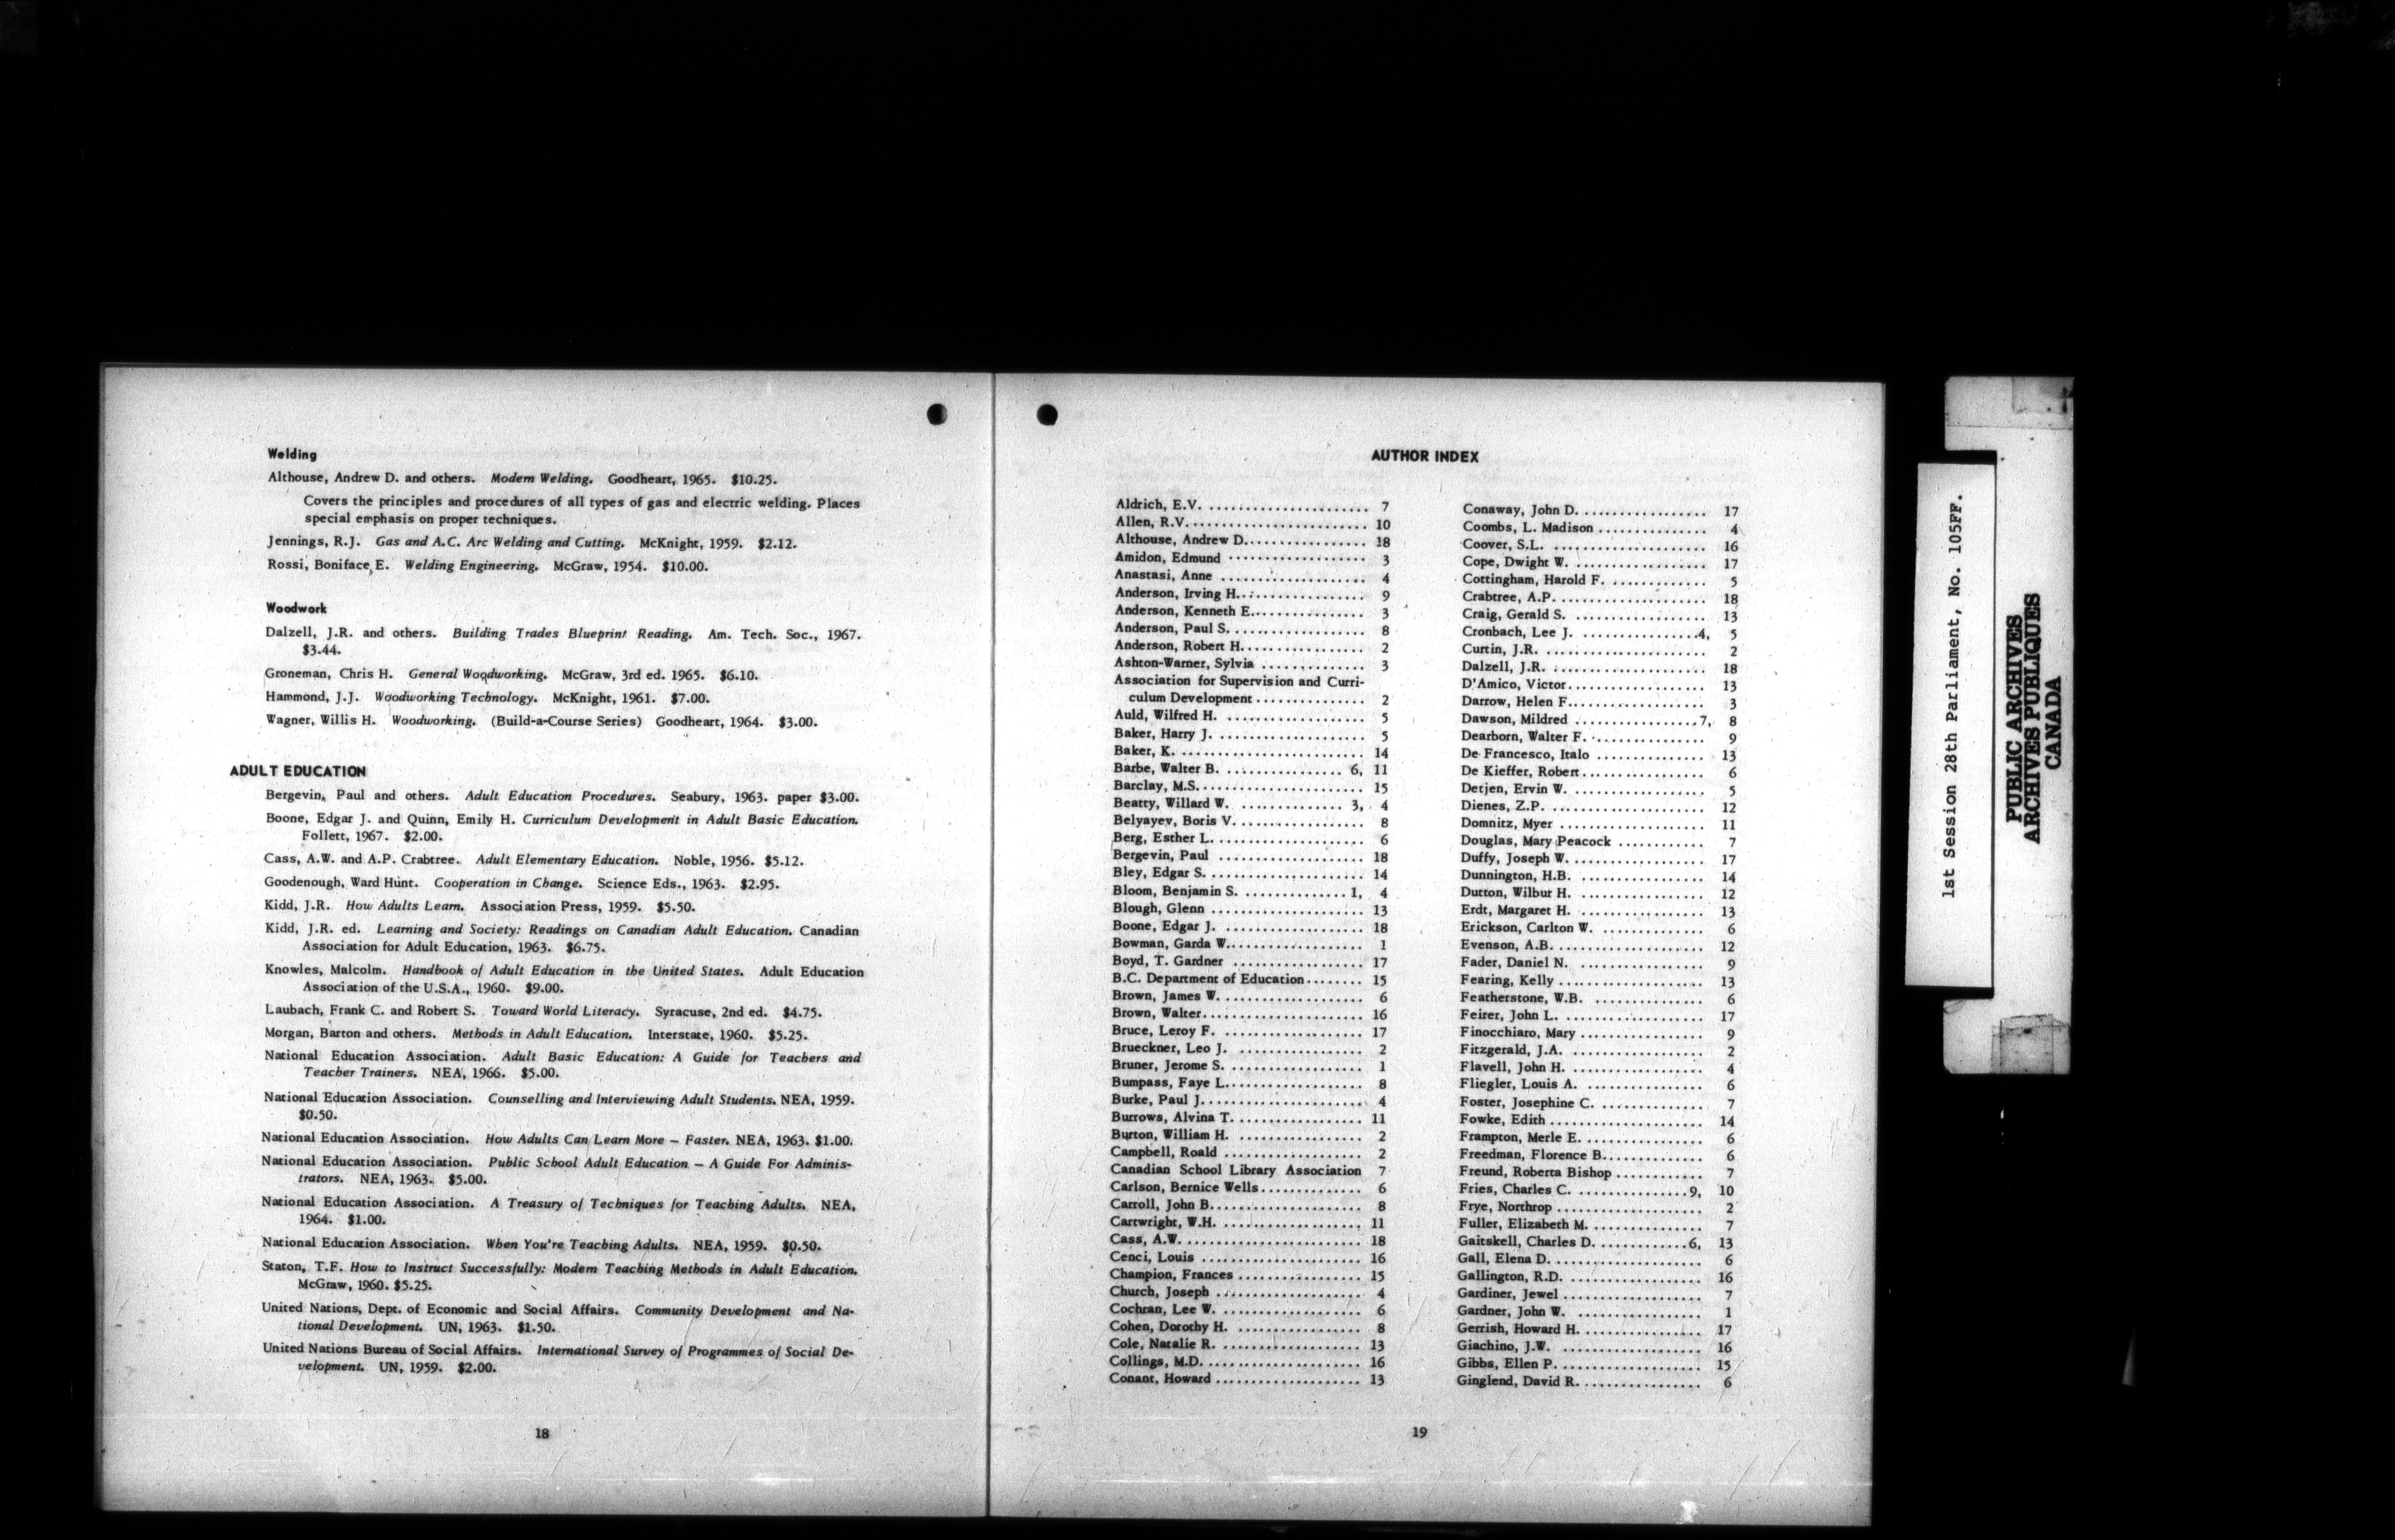 Welding
Althouse, Andrew D. and others. Modern Welding. Goodheart, 1965. $10.25.
Covers the principles and procedures of all types of gas and electric welding. Places
special emphasis on proper techniques.
Jennings, R.J. Gas and A.C. Arc Welding and Cutting. McKnight, 1959. $2.12.
Rossi, Boniface E. Welding Engineering. McGraw, 1954. $10.00.
Woodwork
Dalzell, J.R. and others. Building Trades Blueprint Reading. Am. Tech. Soc., 1967.
$3.44.
Groneman, Chris H. General Woodworking. McGraw, 3rd ed. 1965. $6.10.
Hammond, J.J. Woodworking Technology. McKnight, 1961. $7.00.
Wagner, Willis H. Woodworking. (Build-a-Course Series) Goodheart, 1964. $3.00.
ADULT EDUCATION
Bergevin, Paul and others. Adult Education Procedures. Seabury, 1963. paper $3.00.
Boone, Edgar J. and Quinn, Emily H. Curriculum Development in Adult Basic Education.
Follett, 1967. $2.00.
Cass, A.W. and A.P. Crabtree. Adult Elementary Education. Noble, 1956. $5.12.
Goodenough, Ward Hunt. Cooperation in Change. Science Eds., 1963. $2.95.
Kidd, J.R. How Adults Learn. Association Press, 1959. $5.50.
Kidd, J.R. ed. Learning and Society: Readings on Canadian Adult Education. Canadian
Association for Adult Education, 1963. $6.75.
Knowles, Malcolm. Handbook of Adult Education in the United States. Adult Education
Association of the U.S.A., 1960. $9.00.
Laubach, Frank C. and Robert S. Toward World Literacy. Syracuse, 2nd ed. $4.75.
Morgan, Barton and others. Methods in Adult Education. Interstate, 1960. $5.25.
National Education Association. Adult Basic Education: A Guide for Teachers and
Teacher Trainers. NEA, 1966. $5.00.
National Education Association. Counselling and Interviewing Adult Students. NEA, 1959.
$0.50.
National Education Association. How Adults Can Learn More – Faster. NEA, 1963. $1.00.
National Education Association. Public School Adult Education – A Guide For Adminis-
trators. NEA, 1963. $5.00.
National Education Association. A Treasury of Techniques for Teaching Adults. NEA,
1964. $1.00.
National Education Association. When You're Teaching Adults. NEA, 1959. $0.50.
Staton, T.F. How to Instruct Successfully: Modern Teaching Methods in Adult Education.
McGraw, 1960. $5.25.
United Nations, Dept. of Economic and Social Affairs. Community Development and Na-
tional Development. UN, 1963. $1.50.
United Nations Bureau of Social Affairs. International Survey of Programmes of Social De-
velopment. UN, 1959. $2.00.
18
AUTHOR INDEX
Aldrich, E.V. 7
Allen, R.V. 10
Althouse, Andrew D. 18
Amidon, Edmund 3
Anastasi, Anne 4
Anderson, Irving H. 9
Anderson, Kenneth E. 3
Anderson, Paul S. 8
Anderson, Robert H. 2
Ashton-Warner, Sylvia 3
Association for Supervision and Curri-
culum Development 2
Auld, Wilfred H. 5
Baker, Harry J. 5
Baker, K. 14
Barbe, Walter B. 6, 11
Barclay, M.S. 15
Beatty, Willard W. 3, 4
Belyayev, Boris V. 8
Berg, Esther L. 6
Bergevin, Paul 18
Bley, Edgar S. 14
Bloom, Benjamin S. 1, 4
Blough, Glenn 13
Boone, Edgar J. 18
Bowman, Garda W. 1
Boyd, T. Gardner 17
B.C. Department of Education 15
Brown, James W. 6
Brown, Walter 16
Bruce, Leroy F. 17
Brueckner, Leo J. 2
Bruner, Jerome S. 1
Bumpass, Faye L. 8
Burke, Paul J. 4
Burrows, Alvina T. 11
Burton, William H. 2
Campbell, Roald 2
Canadian School Library Association 7
Carlson, Bernice Wells 6
Carroll, John B. 8
Cartwright, W.H. 11
Cass, A.W. 18
Cenci, Louis 16
Champion, Frances 15
Church, Joseph 4
Cochran, Lee W. 6
Cohen, Dorothy H. 8
Cole, Natalie R. 13
Collings, M.D. 16
Conant, Howard 13
Conaway, John D. 17
Coombs, L. Madison 4
Coover, S.L. 16
Cope, Dwight W. 17
Cottingham, Harold F. 5
Crabtree, A.P. 18
Craig, Gerald S. 13
Cronbach, Lee J. 4, 5
Curtin, J.R. 2
Dalzell, J.R. 18
D'Amico, Victor 13
Darrow, Helen F. 3
Dawson, Mildred 7, 8
Dearborn, Walter F. 9
De Francesco, Italo 13
De Kieffer, Robert 6
Detjen, Ervin W. 5
Dienes, Z.P. 12
Domnitz, Myer 11
Douglas, Mary Peacock 7
Duffy, Joseph W. 17
Dunnington, H.B. 14
Dutton, Wilbur H. 12
Erdt, Margaret H. 13
Erickson, Carlton W. 6
Evenson, A.B. 12
Fader, Daniel N. 9
Fearing, Kelly 13
Featherstone, W.B. 6
Feirer, John L. 17
Finocchiaro, Mary 9
Fitzgerald, J.A. 2
Flavell, John H. 4
Fliegler, Louis A. 6
Foster, Josephine C. 7
Fowke, Edith 14
Frampton, Merle E. 6
Freedman, Florence B. 6
Freund, Roberta Bishop 7
Fries, Charles C. 9, 10
Frye, Northrop 2
Fuller, Elizabeth M. 7
Gaitskell, Charles D. 6, 13
Gall, Elena D. 6
Gallington, R.D. 16
Gardiner, Jewel 7
Gardner, John W. 1
Gerrish, Howard H. 17
Giachino, J.W. 16
Gibbs, Ellen P. 15
Ginglend, David R. 6
19
1st Session 28th Parliament, No. 105FF.
PUBLIC ARCHIVES
ARCHIVES PUBLIQUES
CANADA